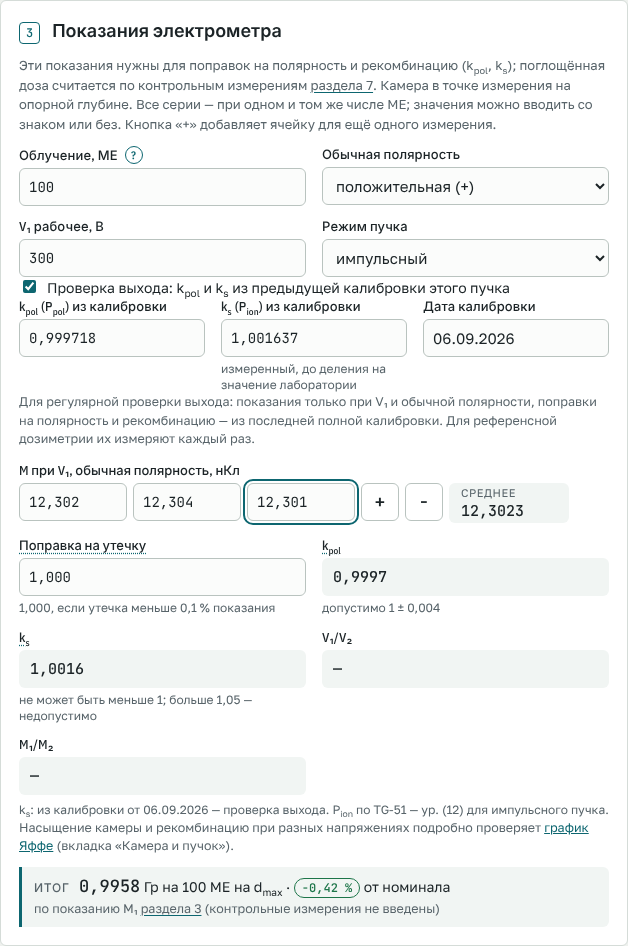 3 Показания электрометра
Эти показания нужны для поправок на полярность и рекомбинацию (kpol, ks); поглощённая
доза считается по контрольным измерениям раздела 7. Камера в точке измерения на
опорной глубине. Все серии — при одном и том же числе МЕ; значения можно вводить со
знаком или без. Кнопка «+» добавляет ячейку для ещё одного измерения.
Облучение, МЕ ? Обычная полярность
100 положительная (+)
V₁ рабочее, В Режим пучка
300 импульсный
Проверка выхода: kpol и ks из предыдущей калибровки этого пучка
kpol (Ppol) из калибровки ks (Pion) из калибровки Дата калибровки
0,999718 1,001637 06.09.2026
измеренный, до деления на
значение лаборатории
Для регулярной проверки выхода: показания только при V₁ и обычной полярности, поправки
на полярность и рекомбинацию — из последней полной калибровки. Для референсной
дозиметрии их измеряют каждый раз.
M при V₁, обычная полярность, нКл
12,302 12,304 12,301 + - СРЕДНЕЕ
12,3023
Поправка на утечку kpol
1,000 0,9997
1,000, если утечка меньше 0,1 % показания допустимо 1 ± 0,004
ks V₁/V₂
1,0016 —
не может быть меньше 1; больше 1,05 —
недопустимо
M₁/M₂
—
ks: из калибровки от 06.09.2026 — проверка выхода. Pion по TG-51 — ур. (12) для импульсного пучка.
Насыщение камеры и рекомбинацию при разных напряжениях подробно проверяет график
Яффе (вкладка «Камера и пучок»).
ИТОГ 0,9958 Гр на 100 МЕ на dmax · -0,42 % от номинала
по показанию M₁ раздела 3 (контрольные измерения не введены)